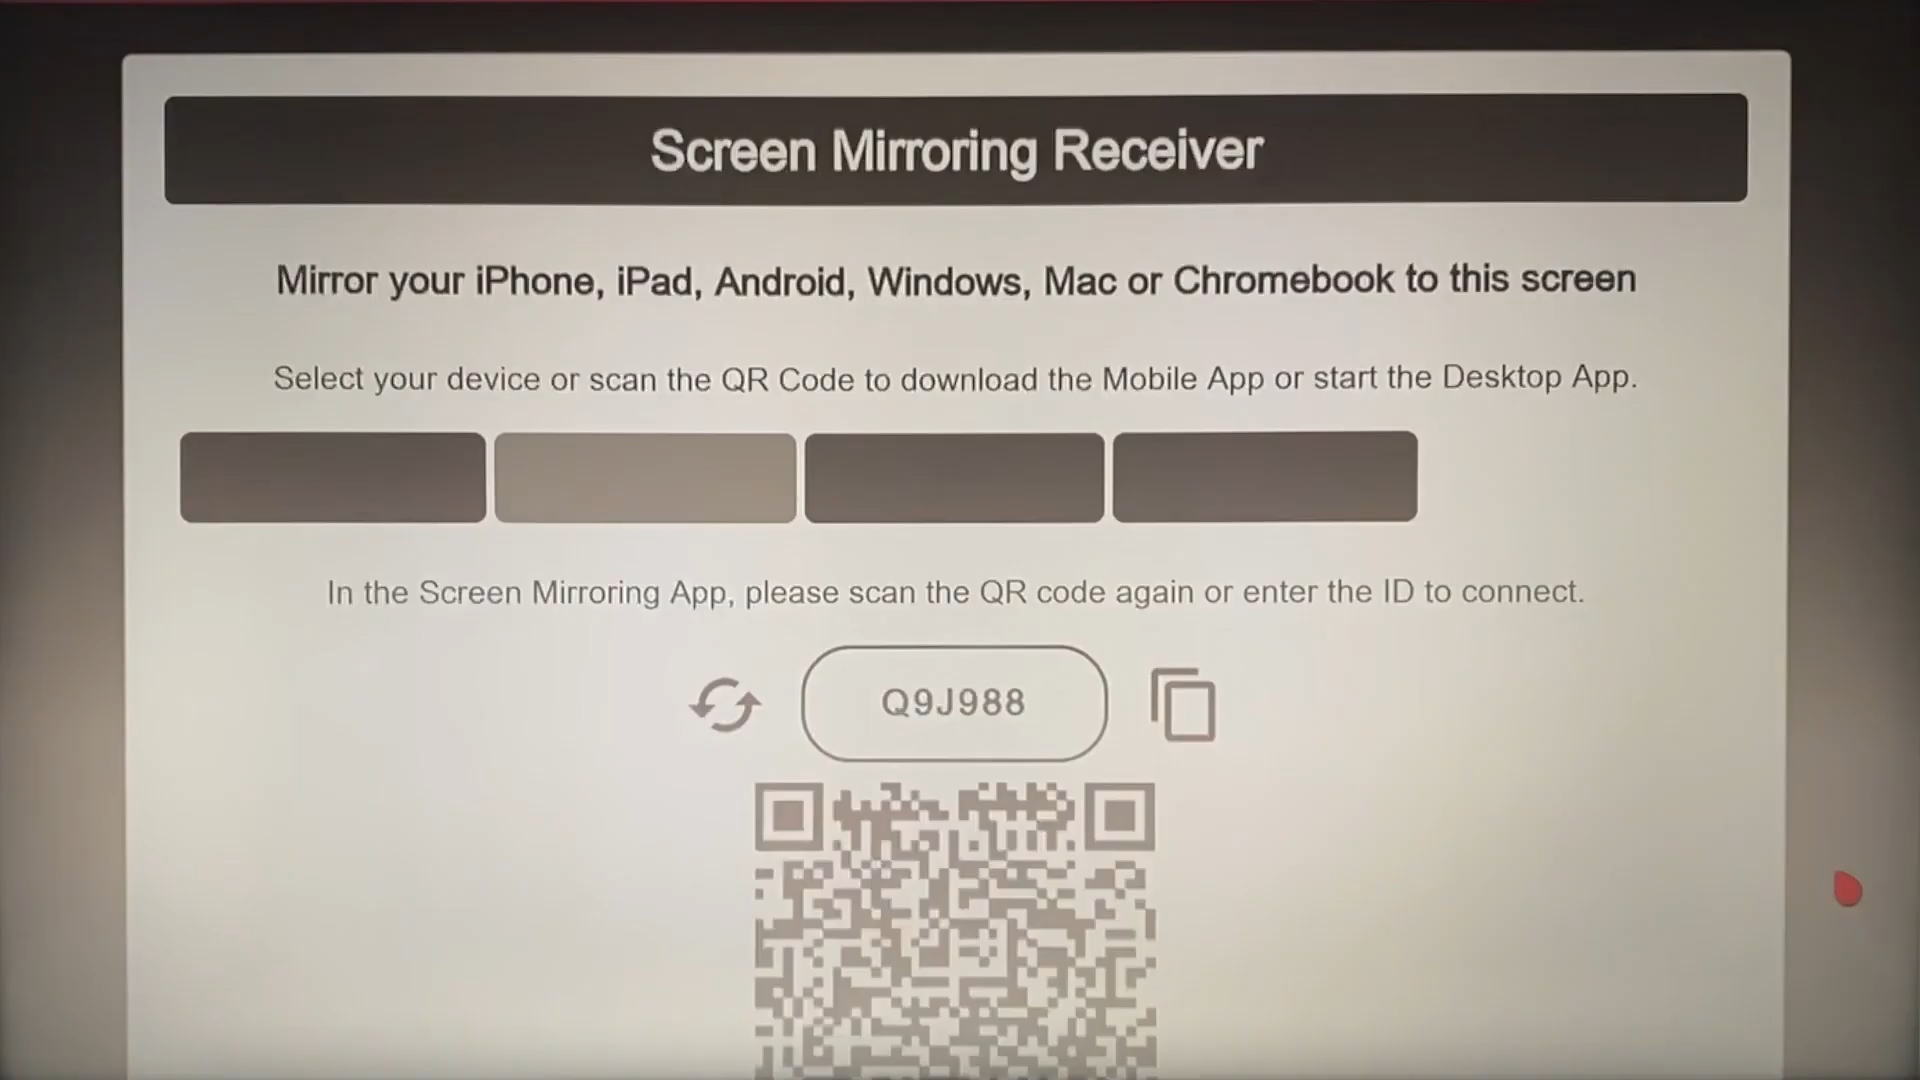 Screen Mirroring Receiver
Mirror your iPhone, iPad, Android, Windows, Mac or Chromebook to this screen
Select your device or scan the QR Code to download the Mobile App or start the Desktop App.
In the Screen Mirroring App, please scan the QR code again or enter the ID to connect.
Q9J988